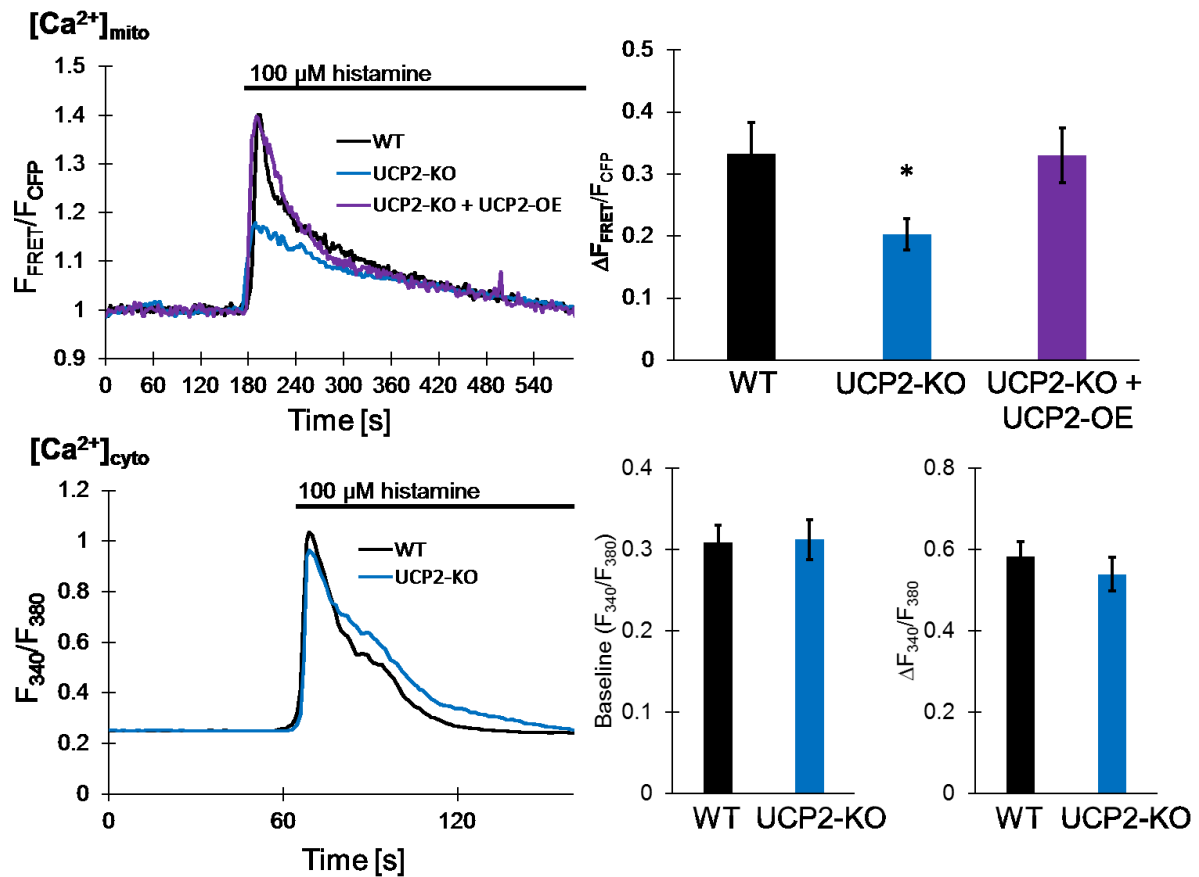 [Ca²⁺]mito
100 µM histamine
WT
UCP2-KO
UCP2-KO + UCP2-OE
F_FRET/F_CFP
1.5
1.4
1.3
1.2
1.1
1
0.9
0 60 120 180 240 300 360 420 480 540
Time [s]
ΔF_FRET/F_CFP
0.5
0.4
0.3
0.2
0.3
0
*
WT UCP2-KO UCP2-KO +
UCP2-OE
[Ca²⁺]cyto
100 µM histamine
WT
UCP2-KO
F₃₄₀/F₃₈₀
1.2
1
0.8
0.6
0.4
0.2
0
0 60 120
Time [s]
Baseline (F₃₄₀/F₃₈₀)
0.4
0.3
0.2
0.1
0
WT UCP2-KO
ΔF₃₄₀/F₃₈₀
0.8
0.6
0.4
0.2
0
WT UCP2-KO